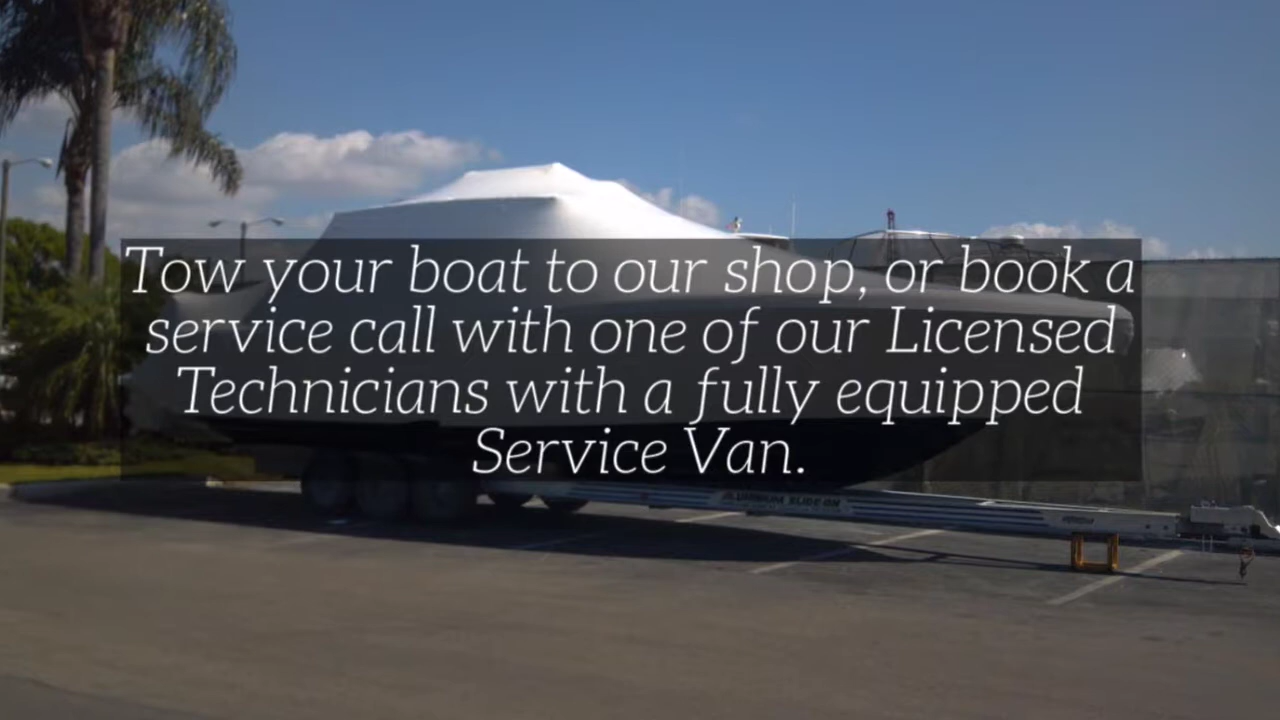 Tow your boat to our shop, or book a
service call with one of our Licensed
Technicians with a fully equipped
Service Van.